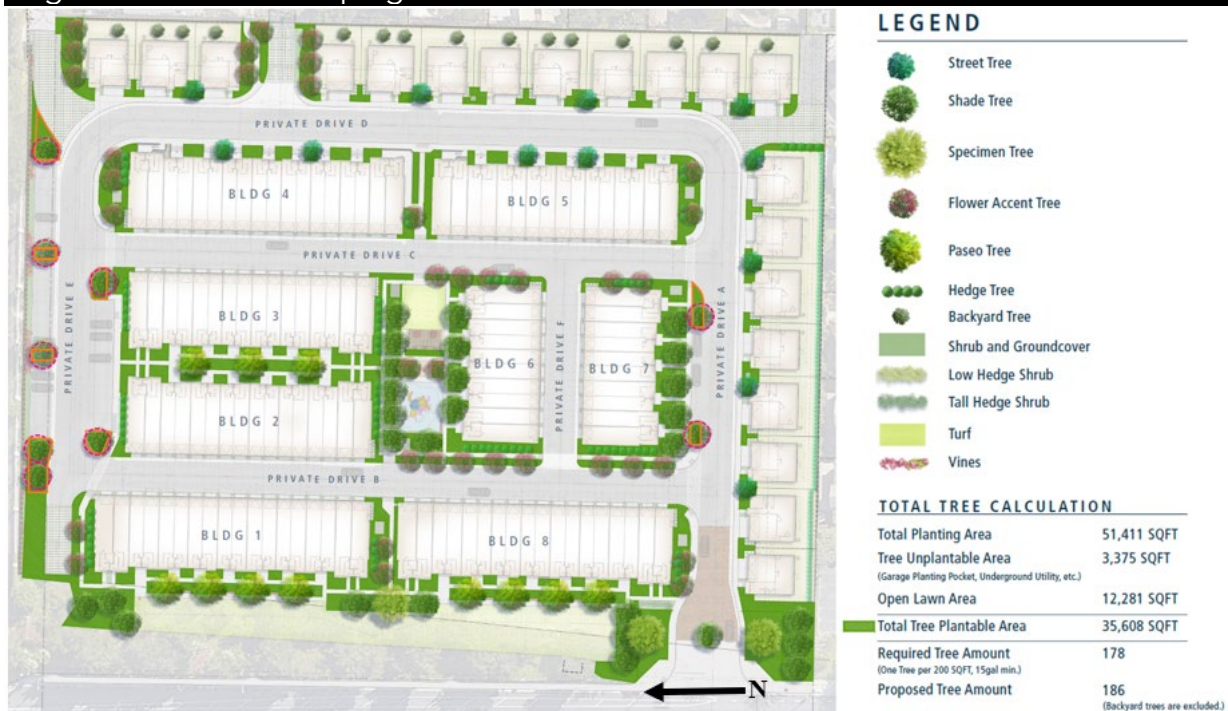 PRIVATE DRIVE D
BLDG 4
BLDG 5
PRIVATE DRIVE C
PRIVATE DRIVE E
BLDG 3
BLDG 6
PRIVATE DRIVE F
BLDG 7
PRIVATE DRIVE A
BLDG 2
PRIVATE DRIVE B
BLDG 1
BLDG 8
N
LEGEND
Street Tree
Shade Tree
Specimen Tree
Flower Accent Tree
Paseo Tree
Hedge Tree
Backyard Tree
Shrub and Groundcover
Low Hedge Shrub
Tall Hedge Shrub
Turf
Vines
TOTAL TREE CALCULATION
Total Planting Area 51,411 SQFT
Tree Unplantable Area 3,375 SQFT
(Garage Planting Pocket, Underground Utility, etc.)
Open Lawn Area 12,281 SQFT
Total Tree Plantable Area 35,608 SQFT
Required Tree Amount 178
(One Tree per 200 SQFT, 15gal min.)
Proposed Tree Amount 186
(Backyard trees are excluded.)